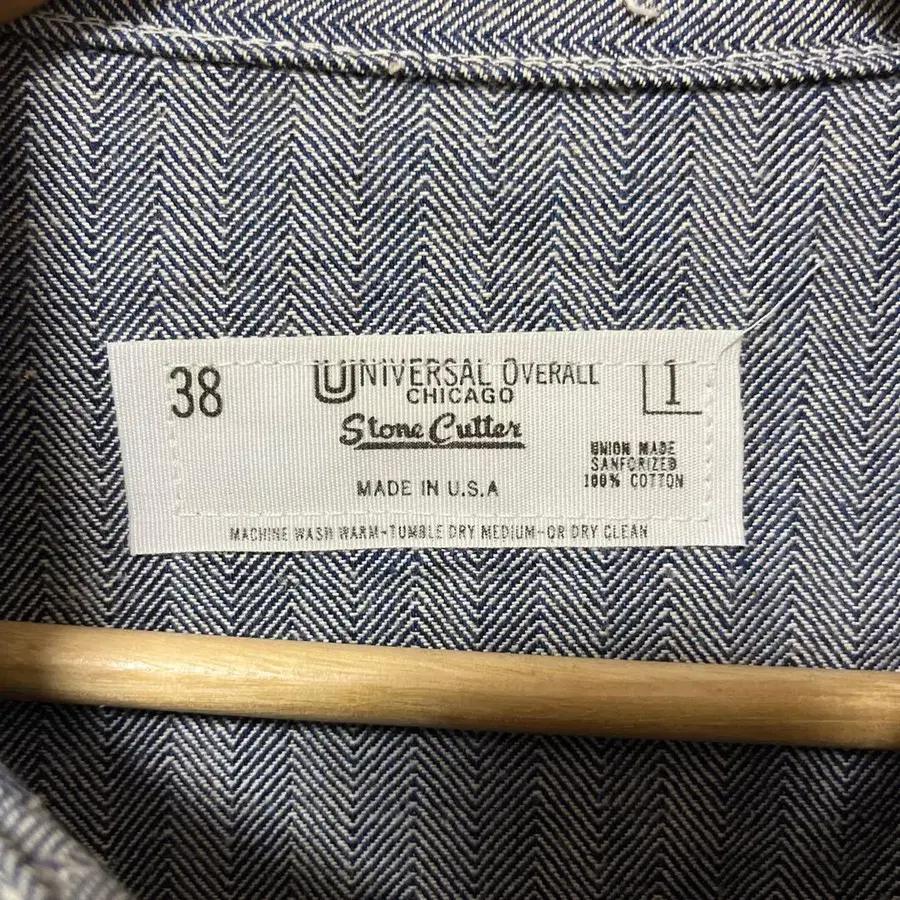 38
UNIVERSAL OVERALL
CHICAGO
Stone Cutter
MADE IN U.S.A
1
UNION MADE
SANFORIZED
100% COTTON
MACHINE WASH WARM-TUMBLE DRY MEDIUM-OR DRY CLEAN